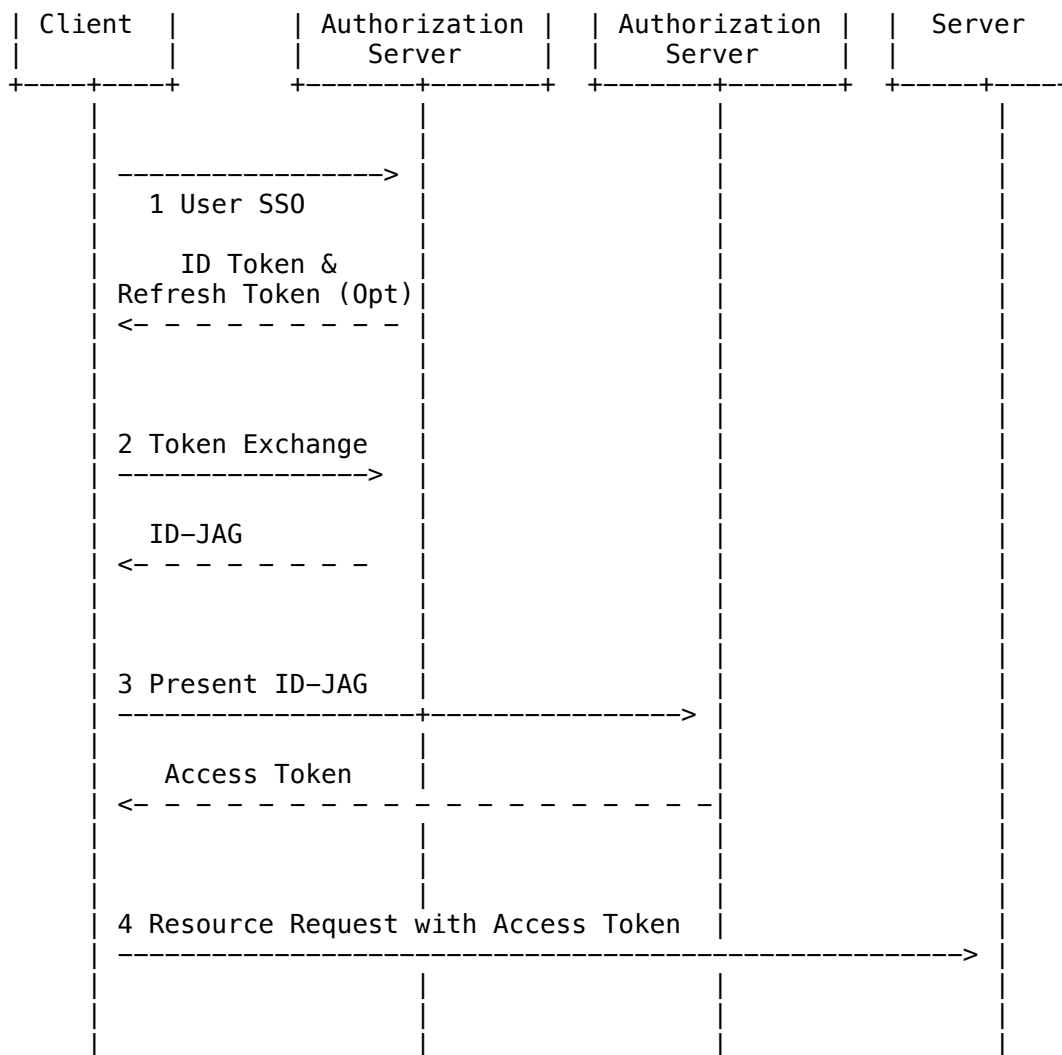 Client Authorization Authorization Server
Server Server
1 User SSO
ID Token &
Refresh Token (Opt)
2 Token Exchange
ID-JAG
3 Present ID-JAG
Access Token
4 Resource Request with Access Token